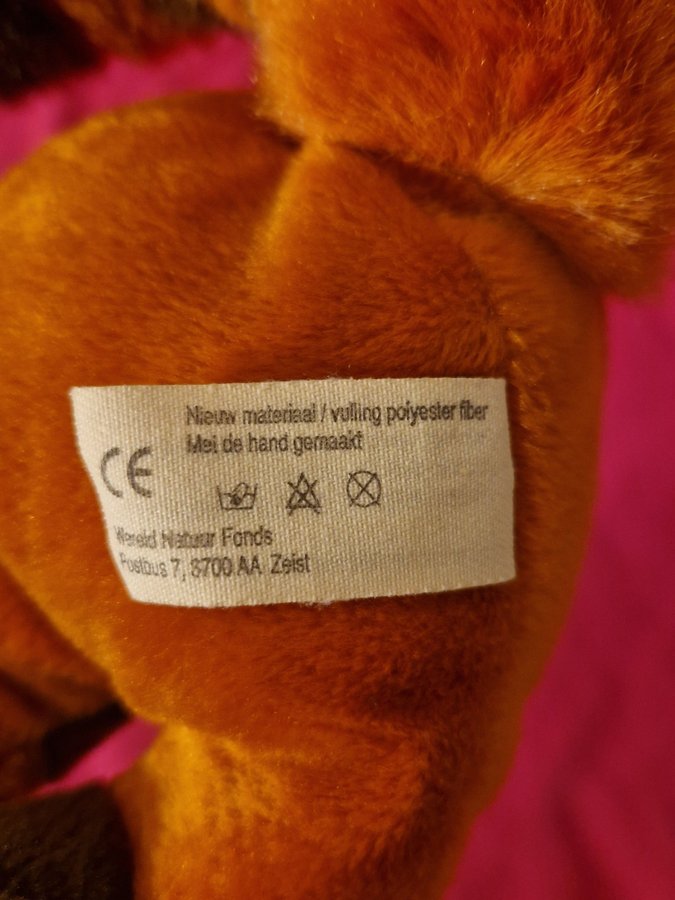 Nieuw materiaal / vulling polyester fiber
Met de hand gemaakt
CE
Wereld Natuur Fonds
Postbus 7, 3700 AA Zeist